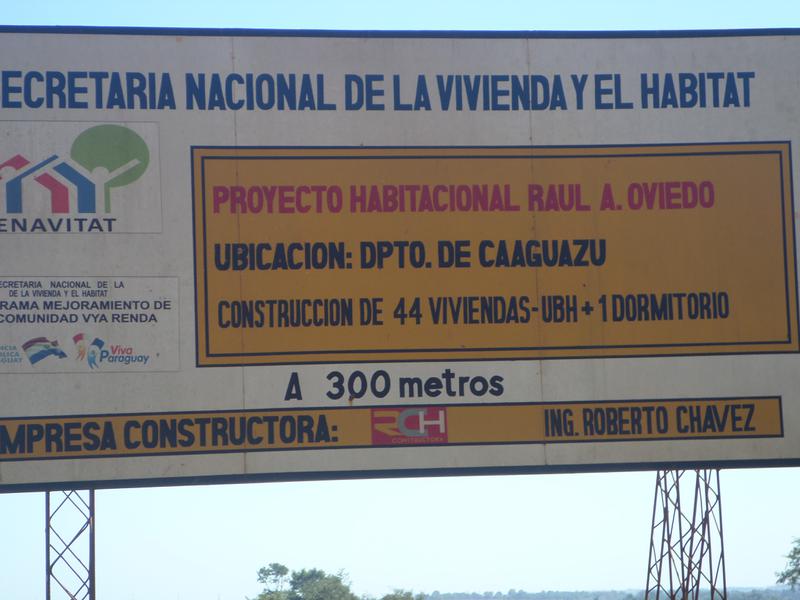 ECRETARIA NACIONAL DE LA VIVIENDA Y EL HABITAT
ENAVITAT
PROYECTO HABITACIONAL RAUL A. OVIEDO
UBICACION: DPTO. DE CAAGUAZU
CONSTRUCCION DE 44 VIVIENDAS-UBH+1 DORMITORIO
ECRETARIA NACIONAL DE LA
DE LA VIVIENDA Y EL HABITAT
RAMA MEJORAMIENTO DE
COMUNIDAD VYA RENDA
Viva
Paraguay
A 300 metros
MPRESA CONSTRUCTORA:
RCH
CONSTRUCTORA
ING. ROBERTO CHAVEZ